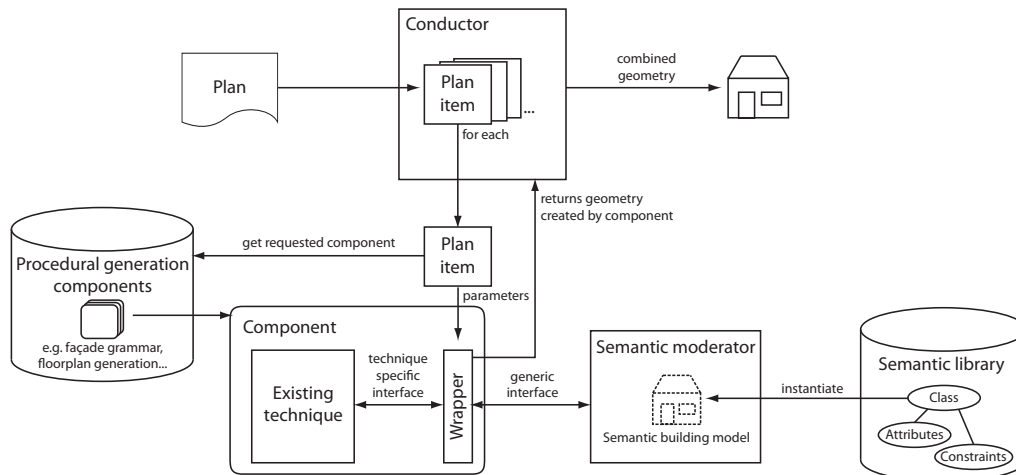 Conductor
Plan
Plan
item
...
for each
combined
geometry
returns geometry
created by component
get requested component
Plan
item
parameters
Procedural generation
components
e.g. façade grammar,
floorplan generation...
Component
Existing
technique
technique
specific
interface
Wrapper
generic
interface
Semantic moderator
Semantic building model
instantiate
Semantic library
Class
Attributes
Constraints